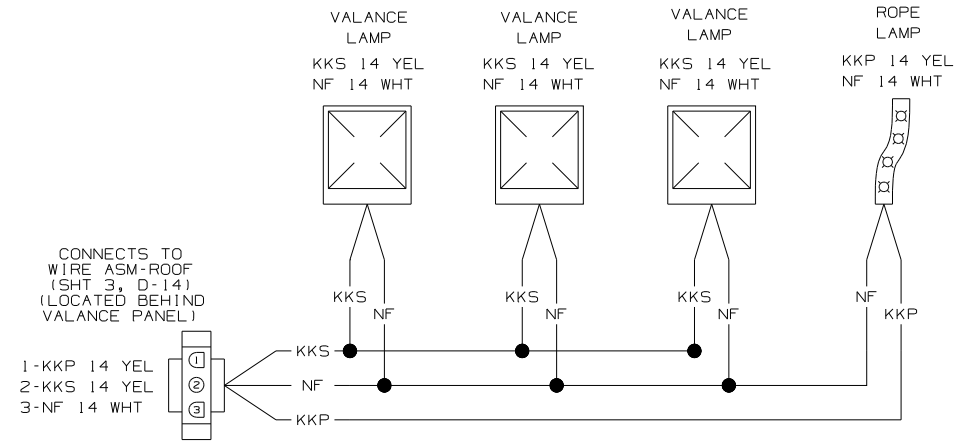 VALANCE
LAMP
KKS 14 YEL
NF 14 WHT
VALANCE
LAMP
KKS 14 YEL
NF 14 WHT
VALANCE
LAMP
KKS 14 YEL
NF 14 WHT
ROPE
LAMP
KKP 14 YEL
NF 14 WHT
CONNECTS TO
WIRE ASM-ROOF
(SHT 3, D-14)
(LOCATED BEHIND
VALANCE PANEL)
1-KKP 14 YEL
2-KKS 14 YEL
3-NF 14 WHT
1
2
3
KKS
NF
KKS
NF
KKS
NF
NF
KKP
KKS
NF
KKP